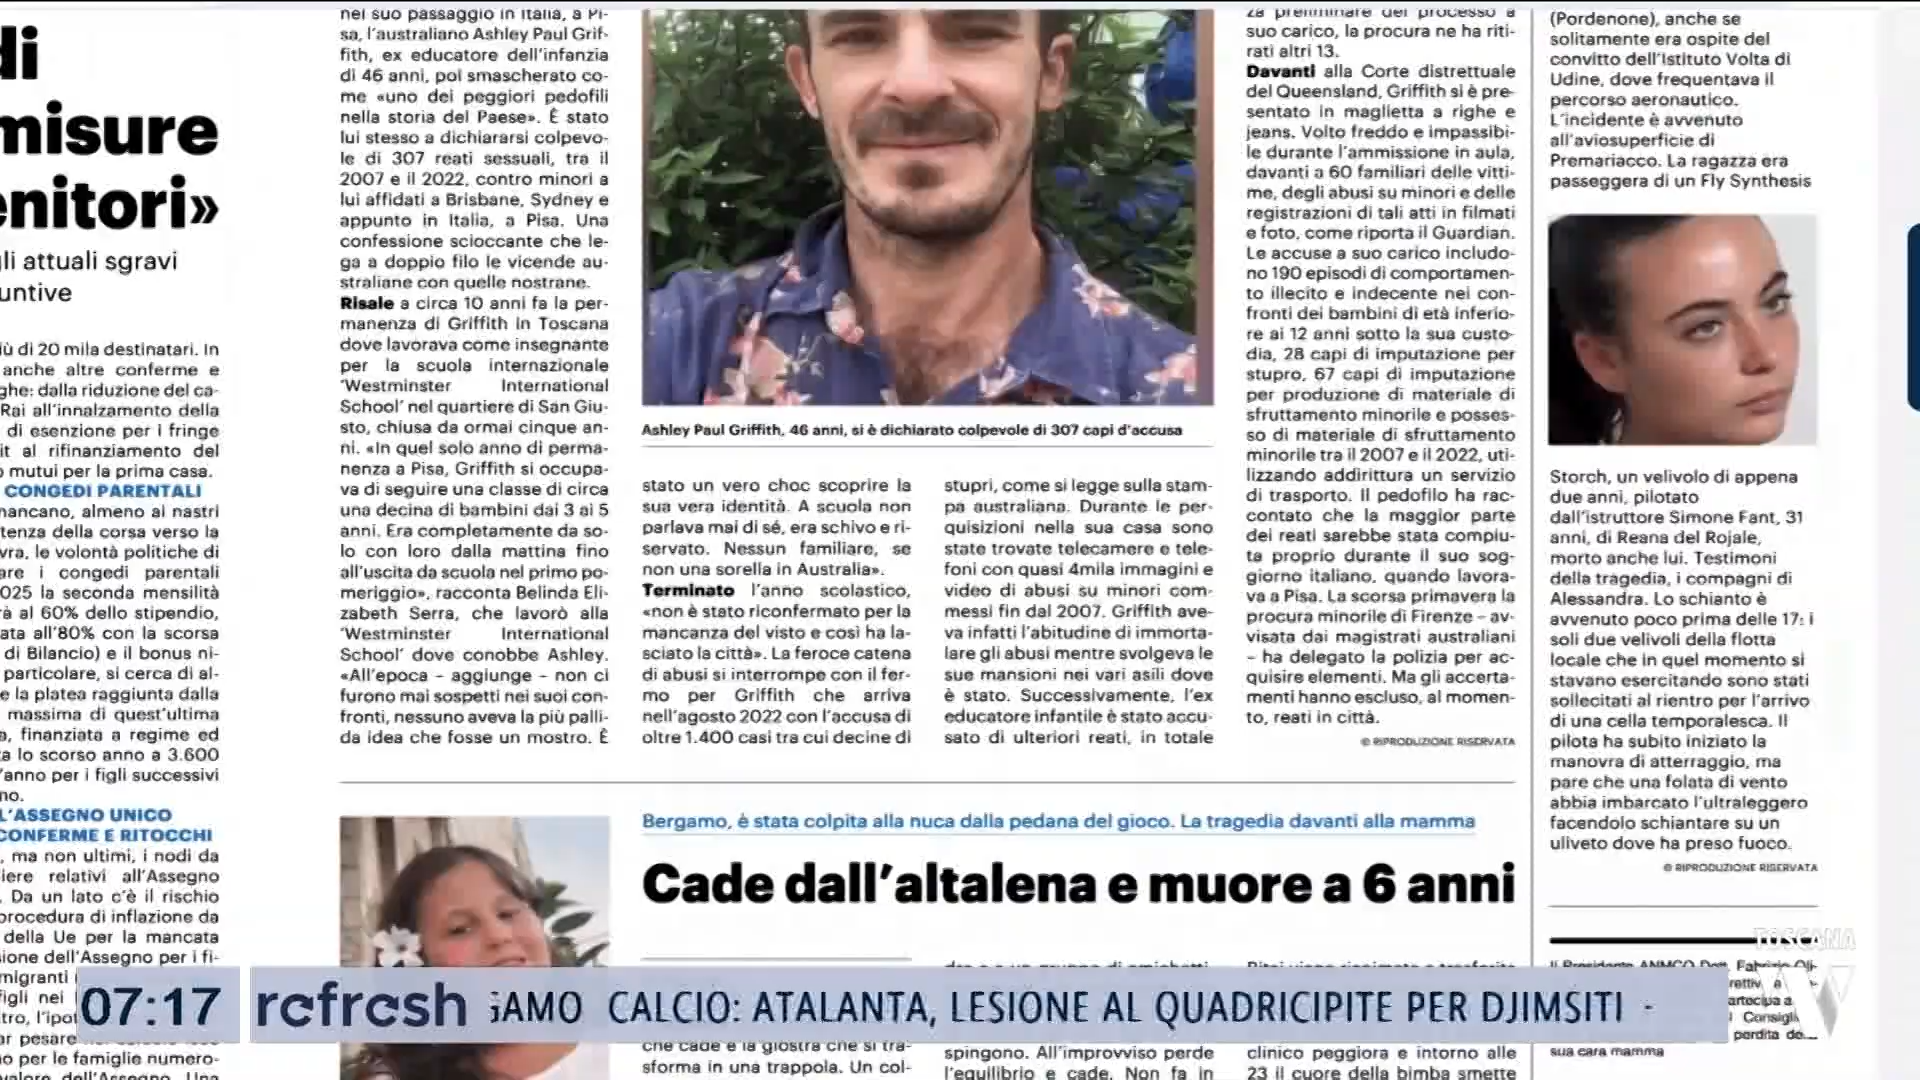 di
misure
enitori»
gli attuali sgravi
untive
iù di 20 mila destinatari. In
anche altre conferme e
ghe: dalla riduzione del ca-
Rai all'innalzamento della
di esenzione per i fringe
it al rifinanziamento del
o mutui per la prima casa.
CONGEDI PARENTALI
mancano, almeno ai nastri
tenza della corsa verso la
vra, le volontà politiche di
are i congedi parentali
2025 la seconda mensilità
rà al 60% dello stipendio,
ata all'80% con la scorsa
di Bilancio) e il bonus ni-
particolare, si cerca di al-
e la platea raggiunta dalla
massima di quest'ultima
a, finanziata a regime ed
ta lo scorso anno a 3.600
l'anno per i figli successivi
no.
L'ASSEGNO UNICO
CONFERME E RITOCCHI
, ma non ultimi, i nodi da
iere relativi all'Assegno
. Da un lato c'è il rischio
procedura di inflazione da
della Ue per la mancata
ione dell'Assegno per i fi-
migranti
figli nei
tro, l'ipot
ar pesare
no per le famiglie numero-
valore dell'Assegno. Una
nel suo passaggio in Italia, a Pi-
sa, l'australiano Ashley Paul Grif-
fith, ex educatore dell'infanzia
di 46 anni, poi smascherato co-
me «uno dei peggiori pedofili
nella storia del Paese». È stato
lui stesso a dichiararsi colpevo-
le di 307 reati sessuali, tra il
2007 e il 2022, contro minori a
lui affidati a Brisbane, Sydney e
appunto in Italia, a Pisa. Una
confessione scioccante che le-
ga a doppio filo le vicende au-
straliane con quelle nostrane.
Risale a circa 10 anni fa la per-
manenza di Griffith in Toscana
dove lavorava come insegnante
per la scuola internazionale
'Westminster International
School' nel quartiere di San Giu-
sto, chiusa da ormai cinque an-
ni. «In quel solo anno di perma-
nenza a Pisa, Griffith si occupa-
va di seguire una classe di circa
una decina di bambini dai 3 ai 5
anni. Era completamente da so-
lo con loro dalla mattina fino
all'uscita da scuola nel primo po-
meriggio», racconta Belinda Eli-
zabeth Serra, che lavorò alla
'Westminster International
School' dove conobbe Ashley.
«All'epoca - aggiunge - non ci
furono mai sospetti nei suoi con-
fronti, nessuno aveva la più palli-
da idea che fosse un mostro. È
Ashley Paul Griffith, 46 anni, si è dichiarato colpevole di 307 capi d'accusa
stato un vero choc scoprire la
sua vera identità. A scuola non
parlava mai di sé, era schivo e ri-
servato. Nessun familiare, se
non una sorella in Australia».
Terminato l'anno scolastico,
«non è stato riconfermato per la
mancanza del visto e così ha la-
sciato la città». La feroce catena
di abusi si interrompe con il fer-
mo per Griffith che arriva
nell'agosto 2022 con l'accusa di
oltre 1.400 casi tra cui decine di
stupri, come si legge sulla stam-
pa australiana. Durante le per-
quisizioni nella sua casa sono
state trovate telecamere e tele-
foni con quasi 4mila immagini e
video di abusi su minori com-
messi fin dal 2007. Griffith ave-
va infatti l'abitudine di immorta-
lare gli abusi mentre svolgeva le
sue mansioni nei vari asili dove
è stato. Successivamente, l'ex
educatore infantile è stato accu-
sato di ulteriori reati, in totale
za preliminare del processo a
suo carico, la procura ne ha riti-
rati altri 13.
Davanti alla Corte distrettuale
del Queensland, Griffith si è pre-
sentato in maglietta a righe e
jeans. Volto freddo e impassibi-
le durante l'ammissione in aula,
davanti a 60 familiari delle vitti-
me, degli abusi su minori e delle
registrazioni di tali atti in filmati
e foto, come riporta il Guardian.
Le accuse a suo carico includo-
no 190 episodi di comportamen-
to illecito e indecente nei con-
fronti dei bambini di età inferio-
re ai 12 anni sotto la sua custo-
dia, 28 capi di imputazione per
stupro, 67 capi di imputazione
per produzione di materiale di
sfruttamento minorile e posses-
so di materiale di sfruttamento
minorile tra il 2007 e il 2022, uti-
lizzando addirittura un servizio
di trasporto. Il pedofilo ha rac-
contato che la maggior parte
dei reati sarebbe stata compiu-
ta proprio durante il suo sog-
giorno italiano, quando lavora-
va a Pisa. La scorsa primavera la
procura minorile di Firenze - av-
visata dai magistrati australiani
- ha delegato la polizia per ac-
quisire elementi. Ma gli accerta-
menti hanno escluso, al momen-
to, reati in città.
© RIPRODUZIONE RISERVATA
(Pordenone), anche se
solitamente era ospite del
convitto dell'Istituto Volta di
Udine, dove frequentava il
percorso aeronautico.
L'incidente è avvenuto
all'aviosuperficie di
Premariacco. La ragazza era
passeggera di un Fly Synthesis
Storch, un velivolo di appena
due anni, pilotato
dall'istruttore Simone Fant, 31
anni, di Reana del Rojale,
morto anche lui. Testimoni
della tragedia, i compagni di
Alessandra. Lo schianto è
avvenuto poco prima delle 17: i
soli due velivoli della flotta
locale che in quel momento si
stavano esercitando sono stati
sollecitati al rientro per l'arrivo
di una cella temporalesca. Il
pilota ha subito iniziato la
manovra di atterraggio, ma
pare che una folata di vento
abbia imbarcato l'ultraleggero
facendolo schiantare su un
uliveto dove ha preso fuoco.
© RIPRODUZIONE RISERVATA
Bergamo, è stata colpita alla nuca dalla pedana del gioco. La tragedia davanti alla mamma
Cade dall'altalena e muore a 6 anni
che cade e la giostra che si tra-
sforma in una trappola. Un col-
spingono. All'improvviso perde
l'equilibrio e cade. Non fa in
clinico peggiora e intorno alle
23 il cuore della bimba smette
Il Presidente ANMCO Dott. Fabrizio Oli-
artecipa a
Consigli
perdita de
sua cara mamma
TOSCANA
TV
07:17
refresh
GAMO CALCIO: ATALANTA, LESIONE AL QUADRICIPITE PER DJIMSITI -